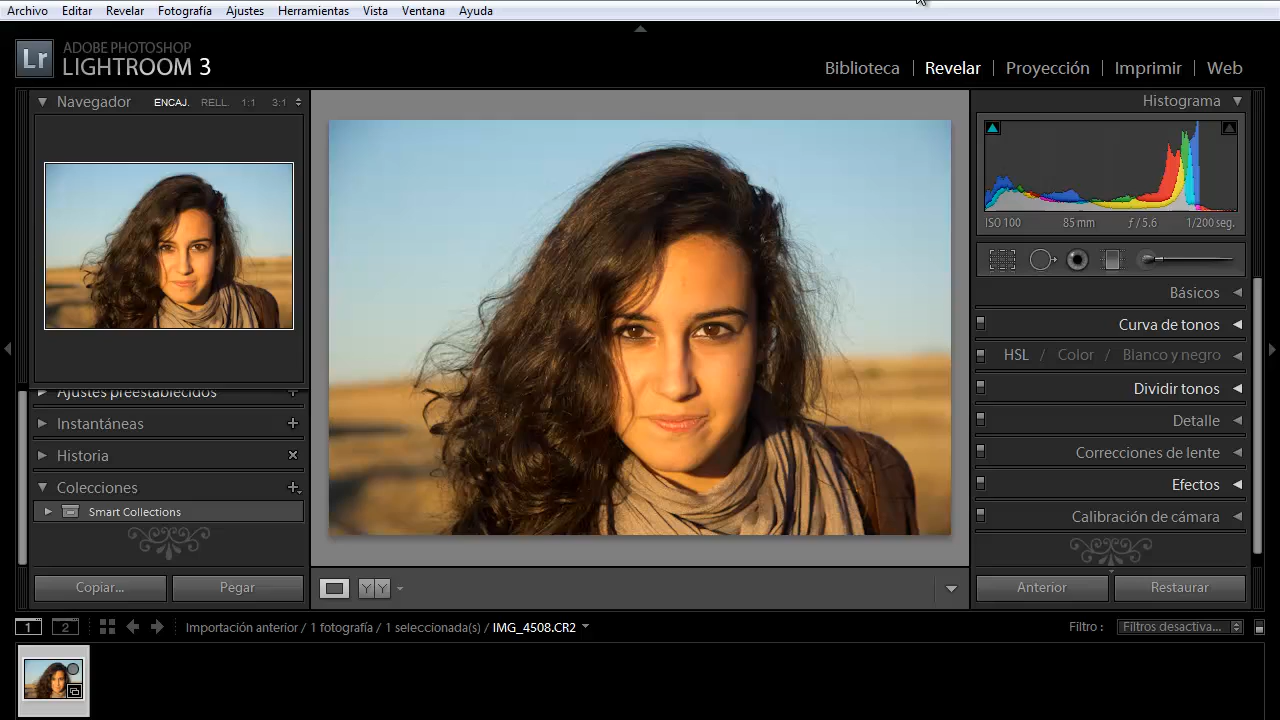 Archivo Editar Revelar Fotografía Ajustes Herramientas Vista Ventana Ayuda
Lr ADOBE PHOTOSHOP
LIGHTROOM 3
Biblioteca | Revelar | Proyección | Imprimir | Web
Navegador ENCAJ. RELL. 1:1 3:1
Histograma
ISO 100 85 mm ƒ / 5.6 1/200 seg.
Básicos
Curva de tonos
HSL / Color / Blanco y negro
Dividir tonos
Detalle
Correcciones de lente
Efectos
Calibración de cámara
Ajustes preestablecidos
Instantáneas
Historia
Colecciones
Smart Collections
Copiar... Pegar
YY
Anterior Restaurar
1 2 Importación anterior / 1 fotografía / 1 seleccionada(s) / IMG_4508.CR2
Filtro : Filtros desactiva...